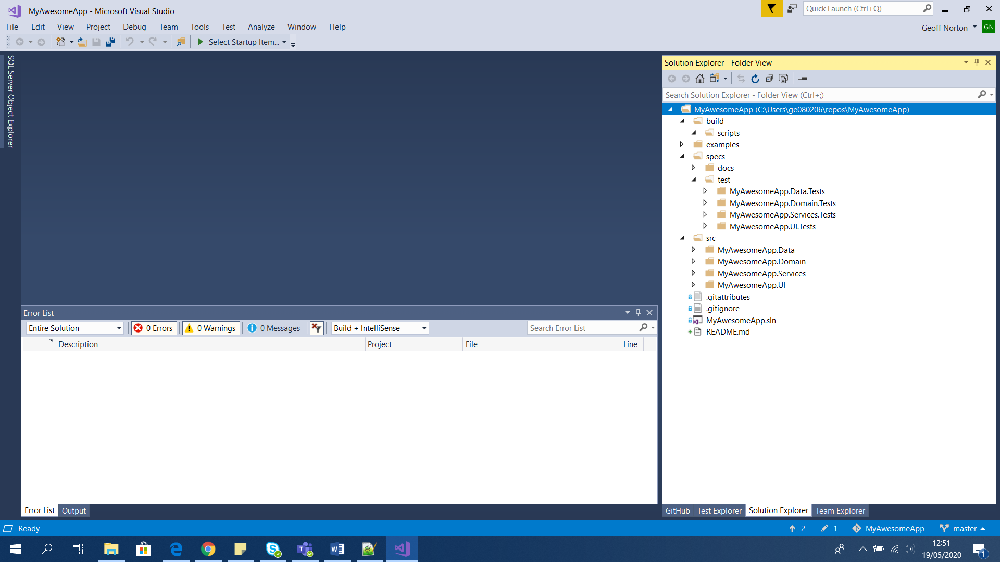 MyAwesomeApp - Microsoft Visual Studio
Quick Launch (Ctrl+Q)
File Edit View Project Debug Team Tools Test Analyze Window Help
Geoff Norton GN
Select Startup Item...
SQL Server Object Explorer
Solution Explorer - Folder View
Search Solution Explorer - Folder View (Ctrl+;)
MyAwesomeApp (C:\Users\ge080206\repos\MyAwesomeApp)
build
scripts
examples
specs
docs
test
MyAwesomeApp.Data.Tests
MyAwesomeApp.Domain.Tests
MyAwesomeApp.Services.Tests
MyAwesomeApp.UI.Tests
src
MyAwesomeApp.Data
MyAwesomeApp.Domain
MyAwesomeApp.Services
MyAwesomeApp.UI
.gitattributes
.gitignore
MyAwesomeApp.sln
README.md
Error List
Entire Solution 0 Errors 0 Warnings 0 Messages Build + IntelliSense Search Error List
Description Project File Line
Error List Output
GitHub Test Explorer Solution Explorer Team Explorer
Ready 2 1 MyAwesomeApp master
12:51
19/05/2020
1